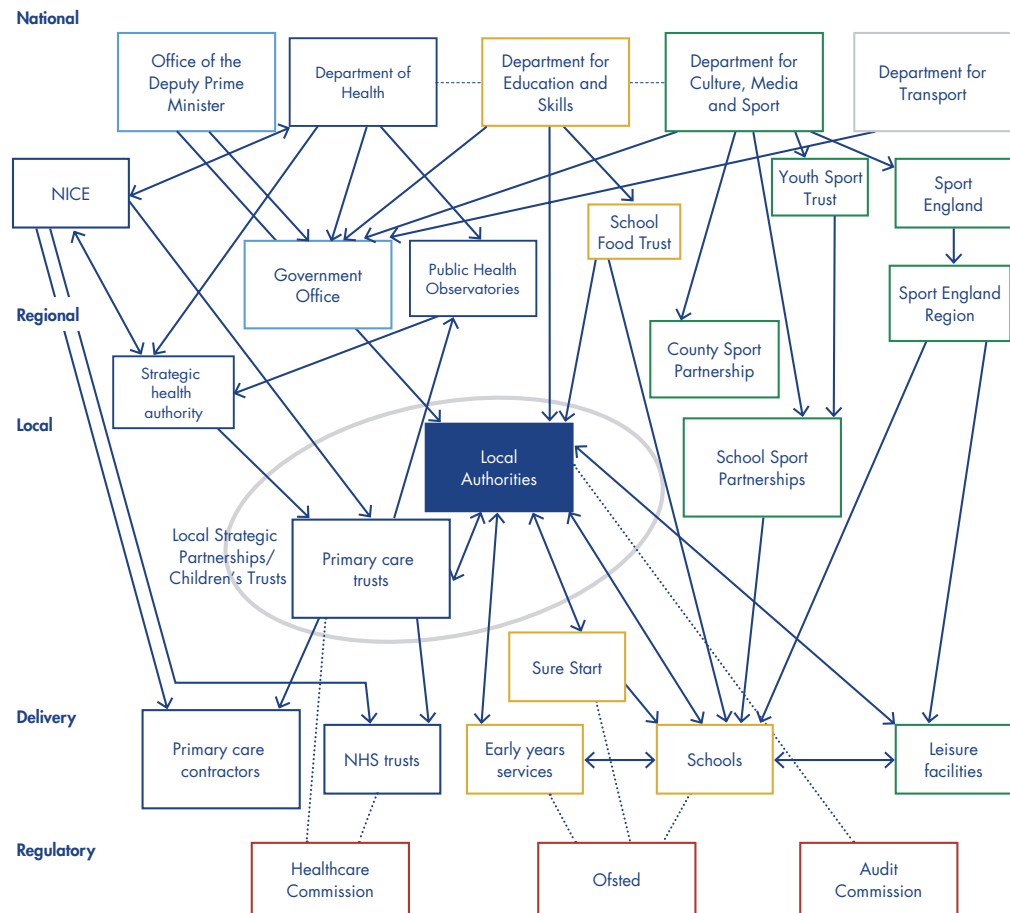 National
Office of the
Deputy Prime
Minister
Department of
Health
Department for
Education and
Skills
Department for
Culture, Media
and Sport
Department for
Transport
NICE
Youth Sport
Trust
Sport
England
School
Food Trust
Government
Office
Public Health
Observatories
Sport England
Region
Regional
County Sport
Partnership
Strategic
health
authority
Local
Local
Authorities
School Sport
Partnerships
Local Strategic
Partnerships/
Children’s Trusts
Primary care
trusts
Sure Start
Delivery
Primary care
contractors
NHS trusts
Early years
services
Schools
Leisure
facilities
Regulatory
Healthcare
Commission
Ofsted
Audit
Commission